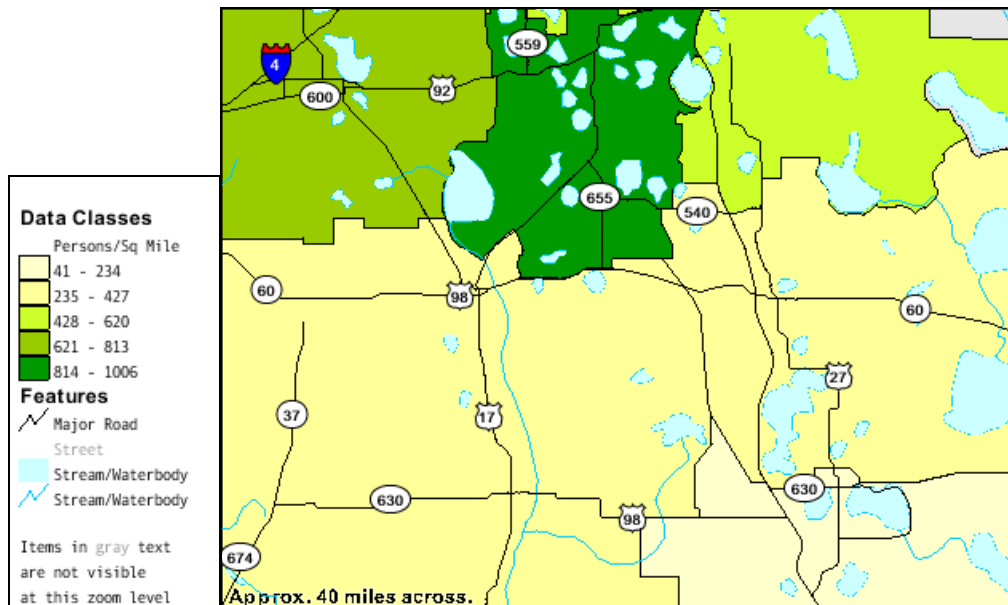 Data Classes
Persons/Sq Mile
41 - 234
235 - 427
428 - 620
621 - 813
814 - 1006
Features
Major Road
Street
Stream/Waterbody
Stream/Waterbody
Items in gray text
are not visible
at this zoom level
559
4
600
92
655
540
60
98
60
27
37
17
630
630
98
674
Approx. 40 miles across.